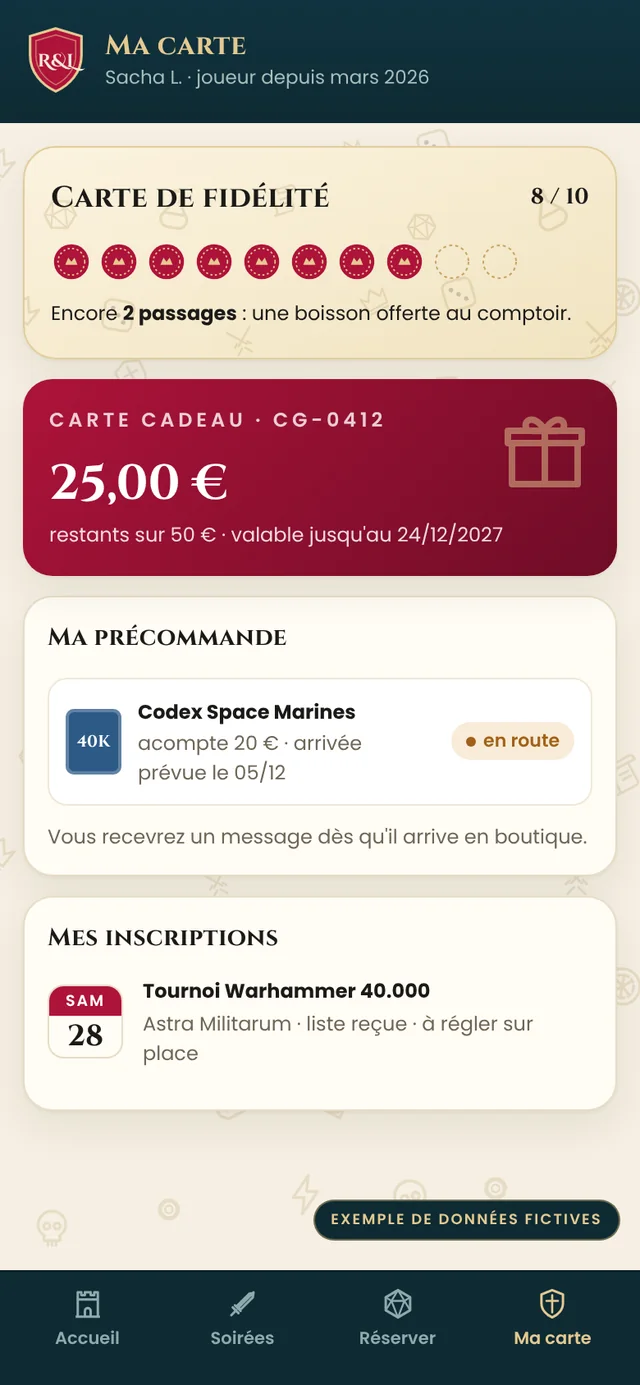 R&L
Ma carte
Sacha L. · joueur depuis mars 2026
Carte de fidélité
8 / 10
Encore 2 passages : une boisson offerte au comptoir.
CARTE CADEAU · CG-0412
25,00 €
restants sur 50 € · valable jusqu'au 24/12/2027
Ma précommande
40K
Codex Space Marines
acompte 20 € · arrivée
prévue le 05/12
en route
Vous recevrez un message dès qu'il arrive en boutique.
Mes inscriptions
SAM
28
Tournoi Warhammer 40.000
Astra Militarum · liste reçue · à régler sur
place
EXEMPLE DE DONNÉES FICTIVES
Accueil
Soirées
Réserver
Ma carte